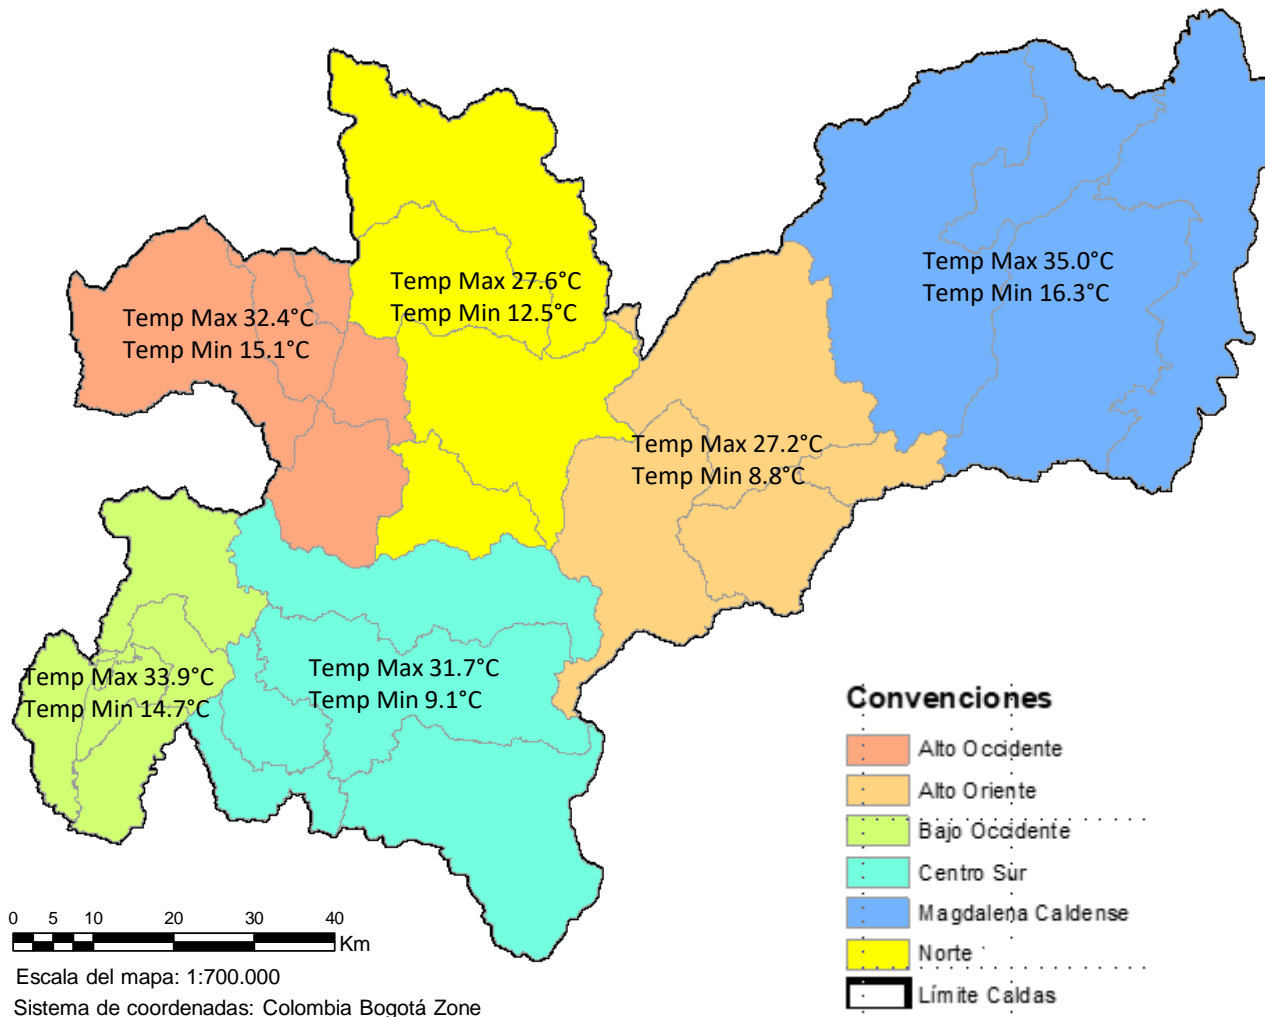 Temp Max 35.0°C
Temp Min 16.3°C
Temp Max 27.6°C
Temp Min 12.5°C
Temp Max 32.4°C
Temp Min 15.1°C
Temp Max 27.2°C
Temp Min 8.8°C
Temp Max 33.9°C
Temp Min 14.7°C
Temp Max 31.7°C
Temp Min 9.1°C
Convenciones
Alto Occidente
Alto Oriente
Bajo Occidente
Centro Sur
Magdalena Caldense
Norte
Límite Caldas
0 5 10 20 30 40
Km
Escala del mapa: 1:700.000
Sistema de coordenadas: Colombia Bogotá Zone